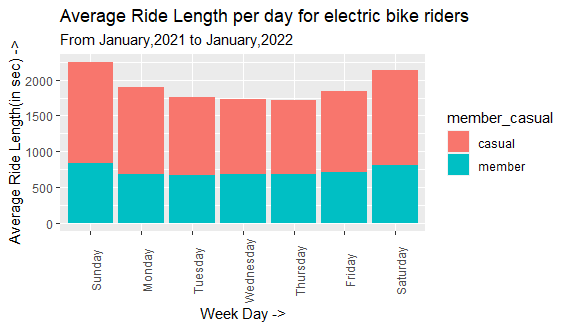 Average Ride Length per day for electric bike riders
From January,2021 to January,2022
Average Ride Length(in sec) ->
2000
1500
1000
500
0
Sunday
Monday
Tuesday
Wednesday
Thursday
Friday
Saturday
Week Day ->
member_casual
casual
member